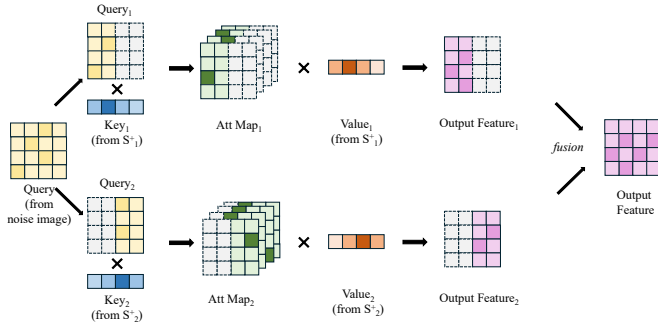 Query₁
×
Key₁
(from S⁺₁)
Att Map₁
×
Value₁
(from S⁺₁)
Output Feature₁
Query
(from
noise image)
fusion
Output
Feature
Query₂
×
Key₂
(from S⁺₂)
Att Map₂
×
Value₂
(from S⁺₂)
Output Feature₂